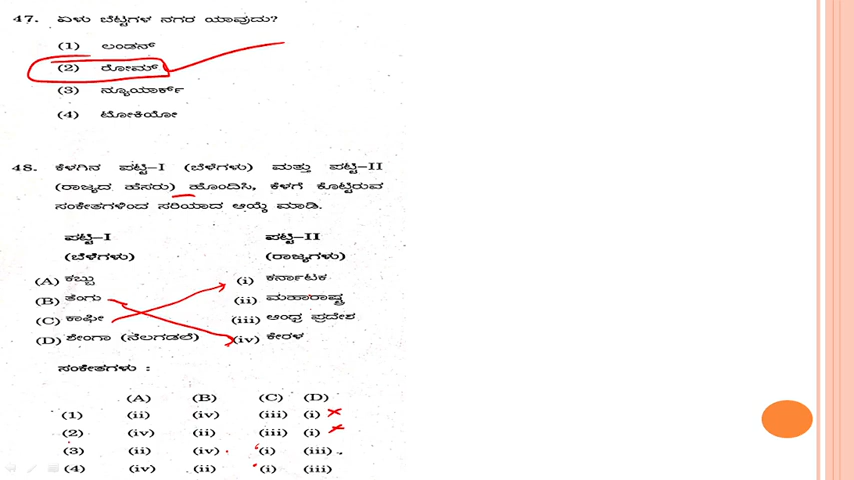 47. ಏಳು ಬೆಟ್ಟಗಳ ನಗರ ಯಾವುದು?
(1) ಲಂಡನ್
(2) ರೋಮ್
(3) ನ್ಯೂಯಾರ್ಕ್
(4) ಟೋಕಿಯೋ
48. ಕೆಳಗಿನ ಪಟ್ಟಿ-I (ಬೆಳೆಗಳು) ಮತ್ತು ಪಟ್ಟಿ-II
(ರಾಜ್ಯದ ಹೆಸರು) ಹೊಂದಿಸಿ, ಕೆಳಗೆ ಕೊಟ್ಟಿರುವ
ಸಂಕೇತಗಳಿಂದ ಸರಿಯಾದ ಆಯ್ಕೆ ಮಾಡಿ.
ಪಟ್ಟಿ-I ಪಟ್ಟಿ-II
(ಬೆಳೆಗಳು) (ರಾಜ್ಯಗಳು)
(A) ಕಬ್ಬು (i) ಕರ್ನಾಟಕ
(B) ತೆಂಗು (ii) ಮಹಾರಾಷ್ಟ್ರ
(C) ಕಾಫೀ (iii) ಆಂಧ್ರ ಪ್ರದೇಶ
(D) ಶೇಂಗಾ (ನೆಲಗಡಲೆ) (iv) ಕೇರಳ
ಸಂಕೇತಗಳು :
(A) (B) (C) (D)
(1) (ii) (iv) (iii) (i)
(2) (iv) (ii) (iii) (i)
(3) (ii) (iv) (i) (iii)
(4) (iv) (ii) (i) (iii)